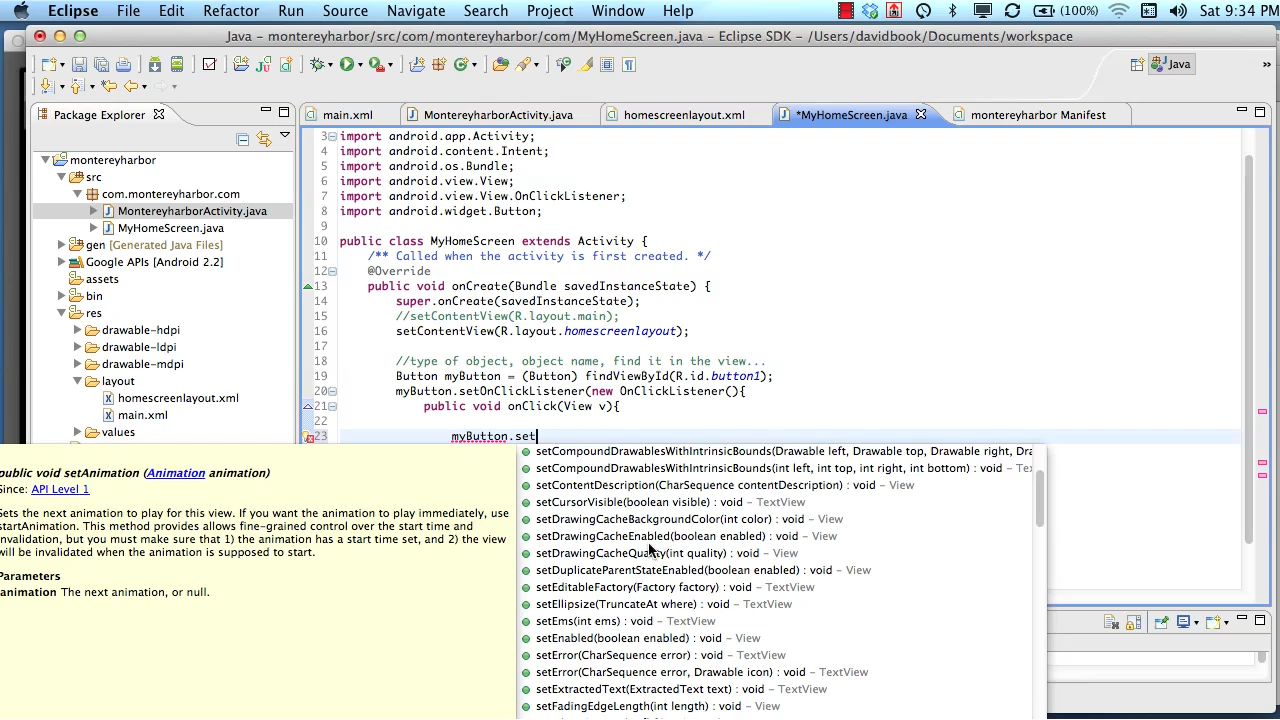 Eclipse File Edit Refactor Run Source Navigate Search Project Window Help (100%) Sat 9:34 PM
Java – montereyharbor/src/com/montereyharbor/com/MyHomeScreen.java – Eclipse SDK – /Users/davidbook/Documents/workspace
Java »
Package Explorer
main.xml MontereyharborActivity.java homescreenlayout.xml *MyHomeScreen.java montereyharbor Manifest
montereyharbor
src
com.montereyharbor.com
MontereyharborActivity.java
MyHomeScreen.java
gen [Generated Java Files]
Google APIs [Android 2.2]
assets
bin
res
drawable-hdpi
drawable-ldpi
drawable-mdpi
layout
homescreenlayout.xml
main.xml
values
3 import android.app.Activity;
4 import android.content.Intent;
5 import android.os.Bundle;
6 import android.view.View;
7 import android.view.View.OnClickListener;
8 import android.widget.Button;
9
10 public class MyHomeScreen extends Activity {
11 /** Called when the activity is first created. */
12 @Override
13 public void onCreate(Bundle savedInstanceState) {
14 super.onCreate(savedInstanceState);
15 //setContentView(R.layout.main);
16 setContentView(R.layout.homescreenlayout);
17
18 //type of object, object name, find it in the view...
19 Button myButton = (Button) findViewById(R.id.button1);
20 myButton.setOnClickListener(new OnClickListener(){
21 public void onClick(View v){
22
23 myButton.set
public void setAnimation (Animation animation)
Since: API Level 1
Sets the next animation to play for this view. If you want the animation to play immediately, use
startAnimation. This method provides allows fine-grained control over the start time and
invalidation, but you must make sure that 1) the animation has a start time set, and 2) the view
will be invalidated when the animation is supposed to start.
Parameters
animation The next animation, or null.
setCompoundDrawablesWithIntrinsicBounds(Drawable left, Drawable top, Drawable right, Dra
setCompoundDrawablesWithIntrinsicBounds(int left, int top, int right, int bottom) : void – Te
setContentDescription(CharSequence contentDescription) : void – View
setCursorVisible(boolean visible) : void – TextView
setDrawingCacheBackgroundColor(int color) : void – View
setDrawingCacheEnabled(boolean enabled) : void – View
setDrawingCacheQuality(int quality) : void – View
setDuplicateParentStateEnabled(boolean enabled) : void – View
setEditableFactory(Factory factory) : void – TextView
setEllipsize(TruncateAt where) : void – TextView
setEms(int ems) : void – TextView
setEnabled(boolean enabled) : void – View
setError(CharSequence error) : void – TextView
setError(CharSequence error, Drawable icon) : void – TextView
setExtractedText(ExtractedText text) : void – TextView
setFadingEdgeLength(int length) : void – View